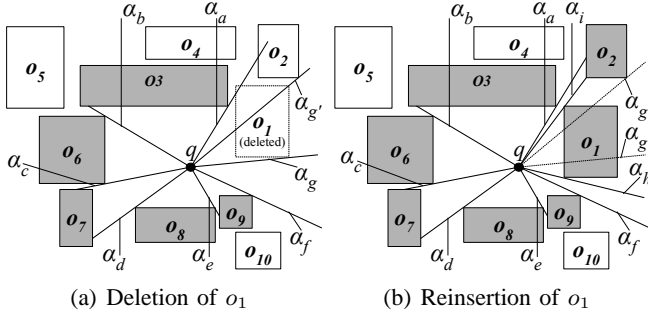 α_b α_a
o_4 o_2
o_5 o_3
α_g'
o_1
(deleted)
o_6 q
α_c α_g
o_7 o_8 o_9
α_f
α_d α_e o_10
(a) Deletion of o_1
α_b α_a α_i
o_4 o_2
o_5 o_3
α_g'
o_1 α_g
o_6 q
α_c α_h
o_7 o_8 o_9
α_f
α_d α_e o_10
(b) Reinsertion of o_1